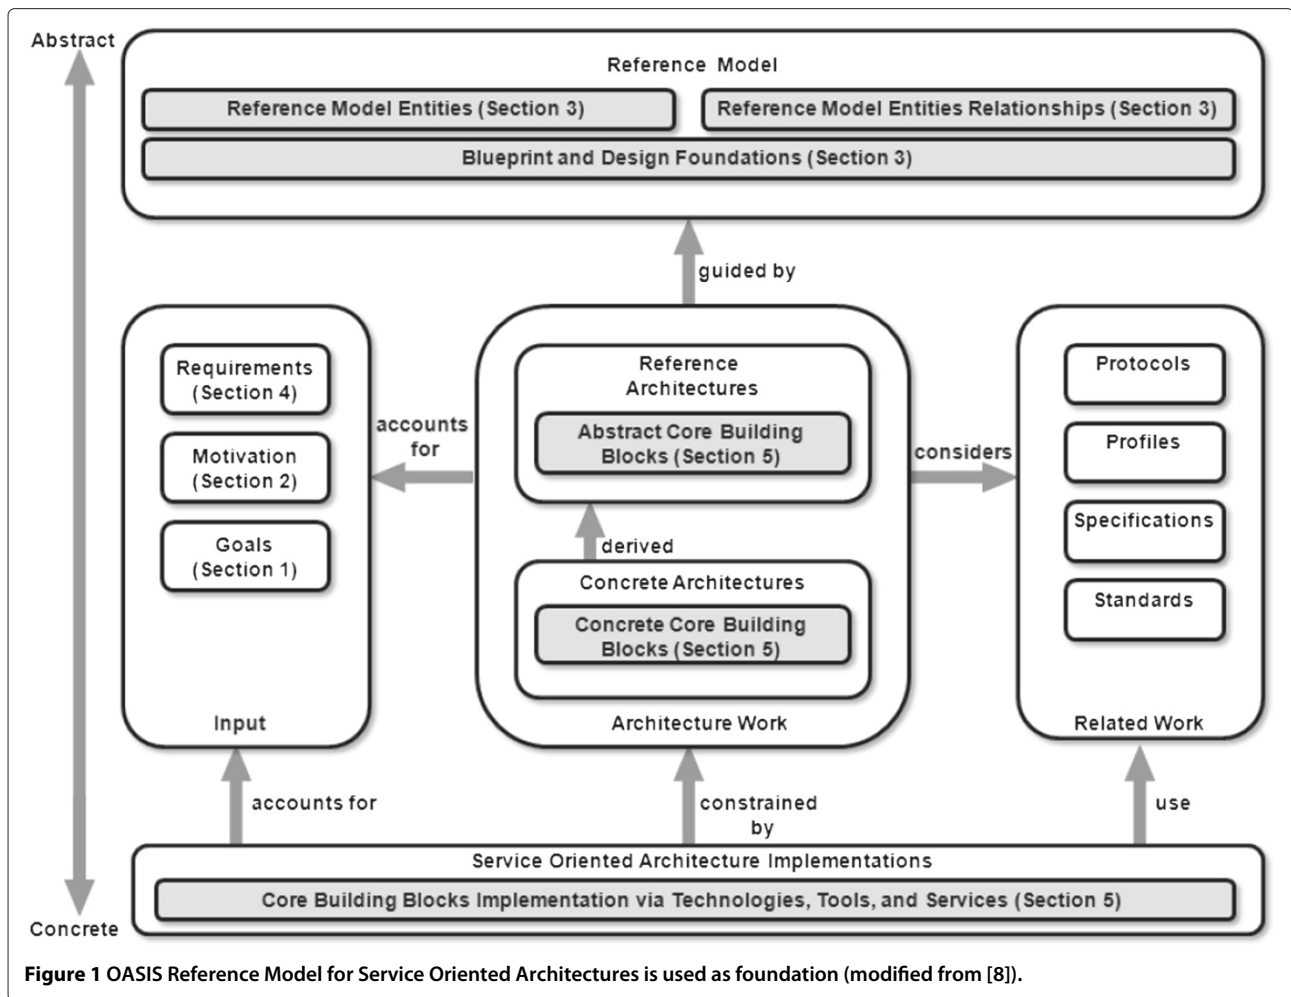 Abstract
Reference Model
Reference Model Entities (Section 3)
Reference Model Entities Relationships (Section 3)
Blueprint and Design Foundations (Section 3)
guided by
Requirements
(Section 4)
Motivation
(Section 2)
Goals
(Section 1)
Input
accounts
for
Reference
Architectures
Abstract Core Building
Blocks (Section 5)
derived
Concrete Architectures
Concrete Core Building
Blocks (Section 5)
Architecture Work
considers
Protocols
Profiles
Specifications
Standards
Related Work
accounts for
constrained
by
use
Service Oriented Architecture Implementations
Core Building Blocks Implementation via Technologies, Tools, and Services (Section 5)
Concrete
Figure 1 OASIS Reference Model for Service Oriented Architectures is used as foundation (modified from [8]).